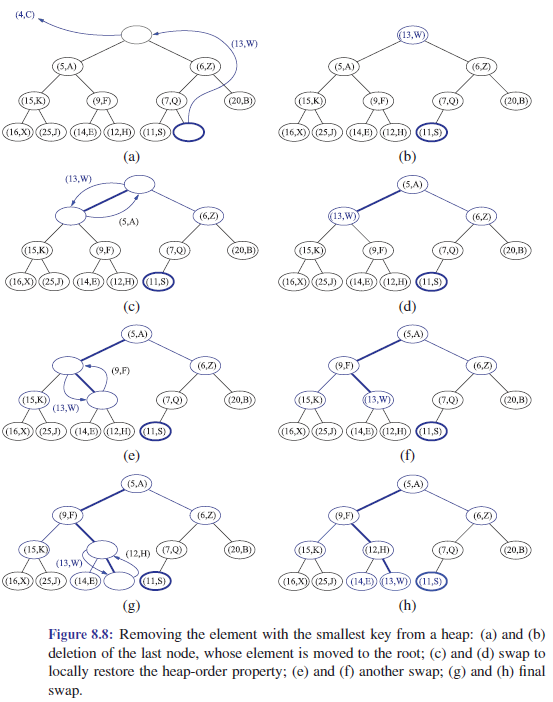 (4,C)
(13,W)
(5,A) (6,Z)
(15,K) (9,F) (7,Q) (20,B)
(16,X) (25,J) (14,E) (12,H) (11,S)
(a)
(13,W)
(5,A) (6,Z)
(15,K) (9,F) (7,Q) (20,B)
(16,X) (25,J) (14,E) (12,H) (11,S)
(b)
(13,W)
(5,A)
(6,Z)
(15,K) (9,F) (7,Q) (20,B)
(16,X) (25,J) (14,E) (12,H) (11,S)
(c)
(5,A)
(13,W) (6,Z)
(15,K) (9,F) (7,Q) (20,B)
(16,X) (25,J) (14,E) (12,H) (11,S)
(d)
(5,A)
(6,Z)
(9,F)
(15,K) (7,Q) (20,B)
(13,W)
(16,X) (25,J) (14,E) (12,H) (11,S)
(e)
(5,A)
(9,F) (6,Z)
(15,K) (13,W) (7,Q) (20,B)
(16,X) (25,J) (14,E) (12,H) (11,S)
(f)
(5,A)
(9,F) (6,Z)
(15,K) (12,H) (7,Q) (20,B)
(13,W)
(16,X) (25,J) (14,E) (11,S)
(g)
(5,A)
(9,F) (6,Z)
(15,K) (12,H) (7,Q) (20,B)
(16,X) (25,J) (14,E) (13,W) (11,S)
(h)
Figure 8.8: Removing the element with the smallest key from a heap: (a) and (b)
deletion of the last node, whose element is moved to the root; (c) and (d) swap to
locally restore the heap-order property; (e) and (f) another swap; (g) and (h) final
swap.